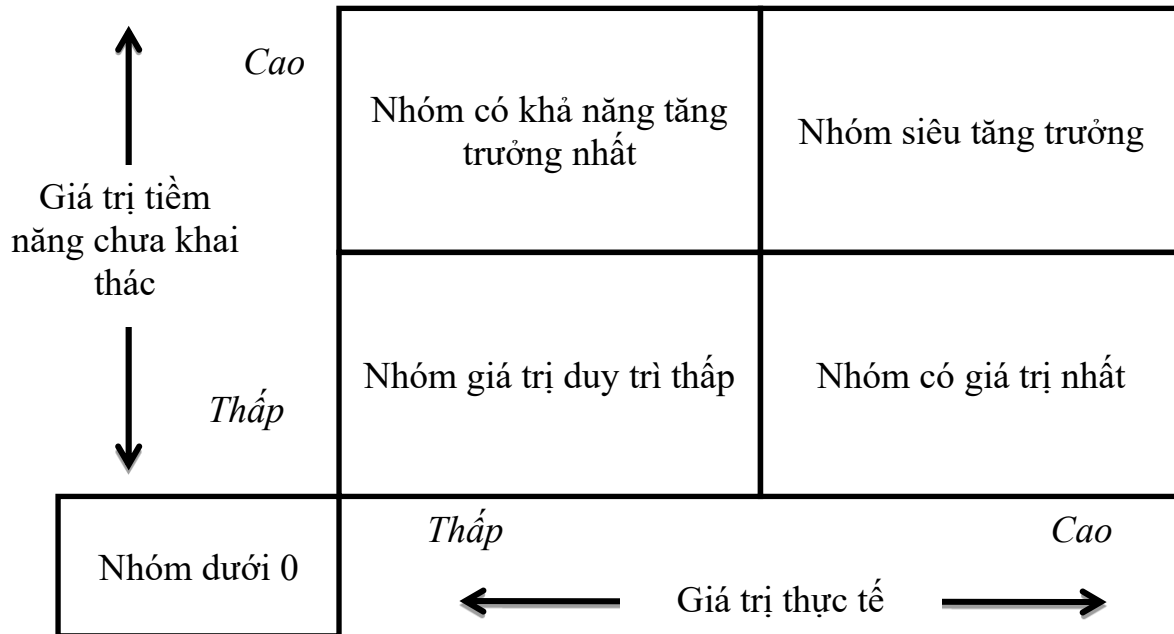 Cao
Nhóm có khả năng tăng
trưởng nhất
Nhóm siêu tăng trưởng
Giá trị tiềm
năng chưa khai
thác
Nhóm giá trị duy trì thấp
Nhóm có giá trị nhất
Thấp
Nhóm dưới 0
Thấp
Cao
Giá trị thực tế